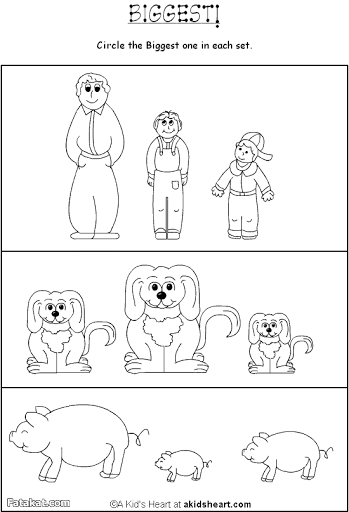 BIGGEST!
Circle the Biggest one in each set.
Fatakat.com
©A Kid's Heart at akidsheart.com